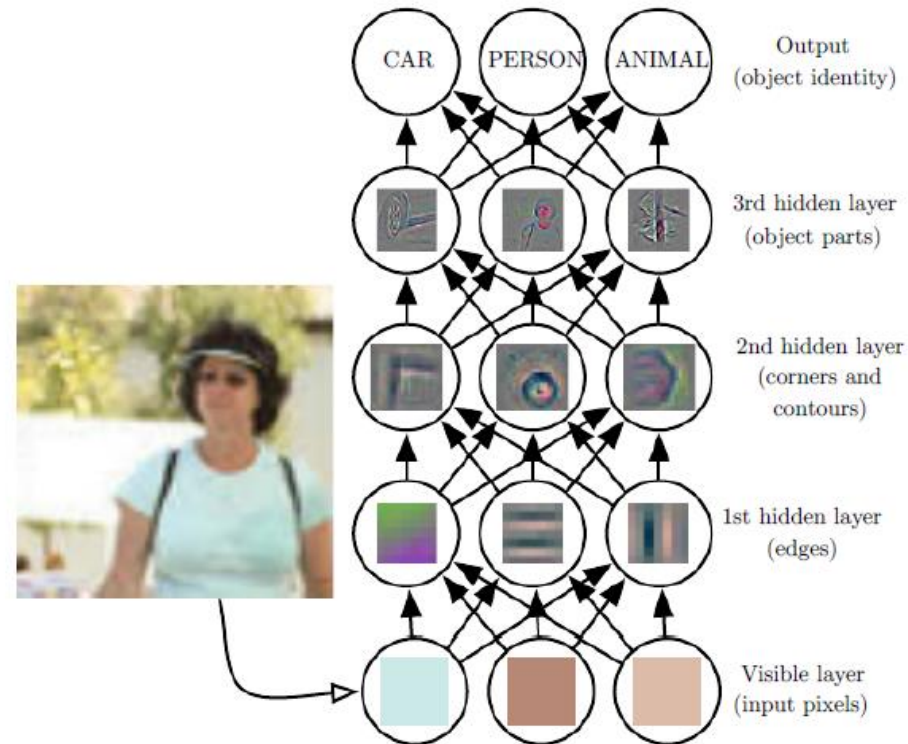 CAR PERSON ANIMAL
Output
(object identity)
3rd hidden layer
(object parts)
2nd hidden layer
(corners and
contours)
1st hidden layer
(edges)
Visible layer
(input pixels)